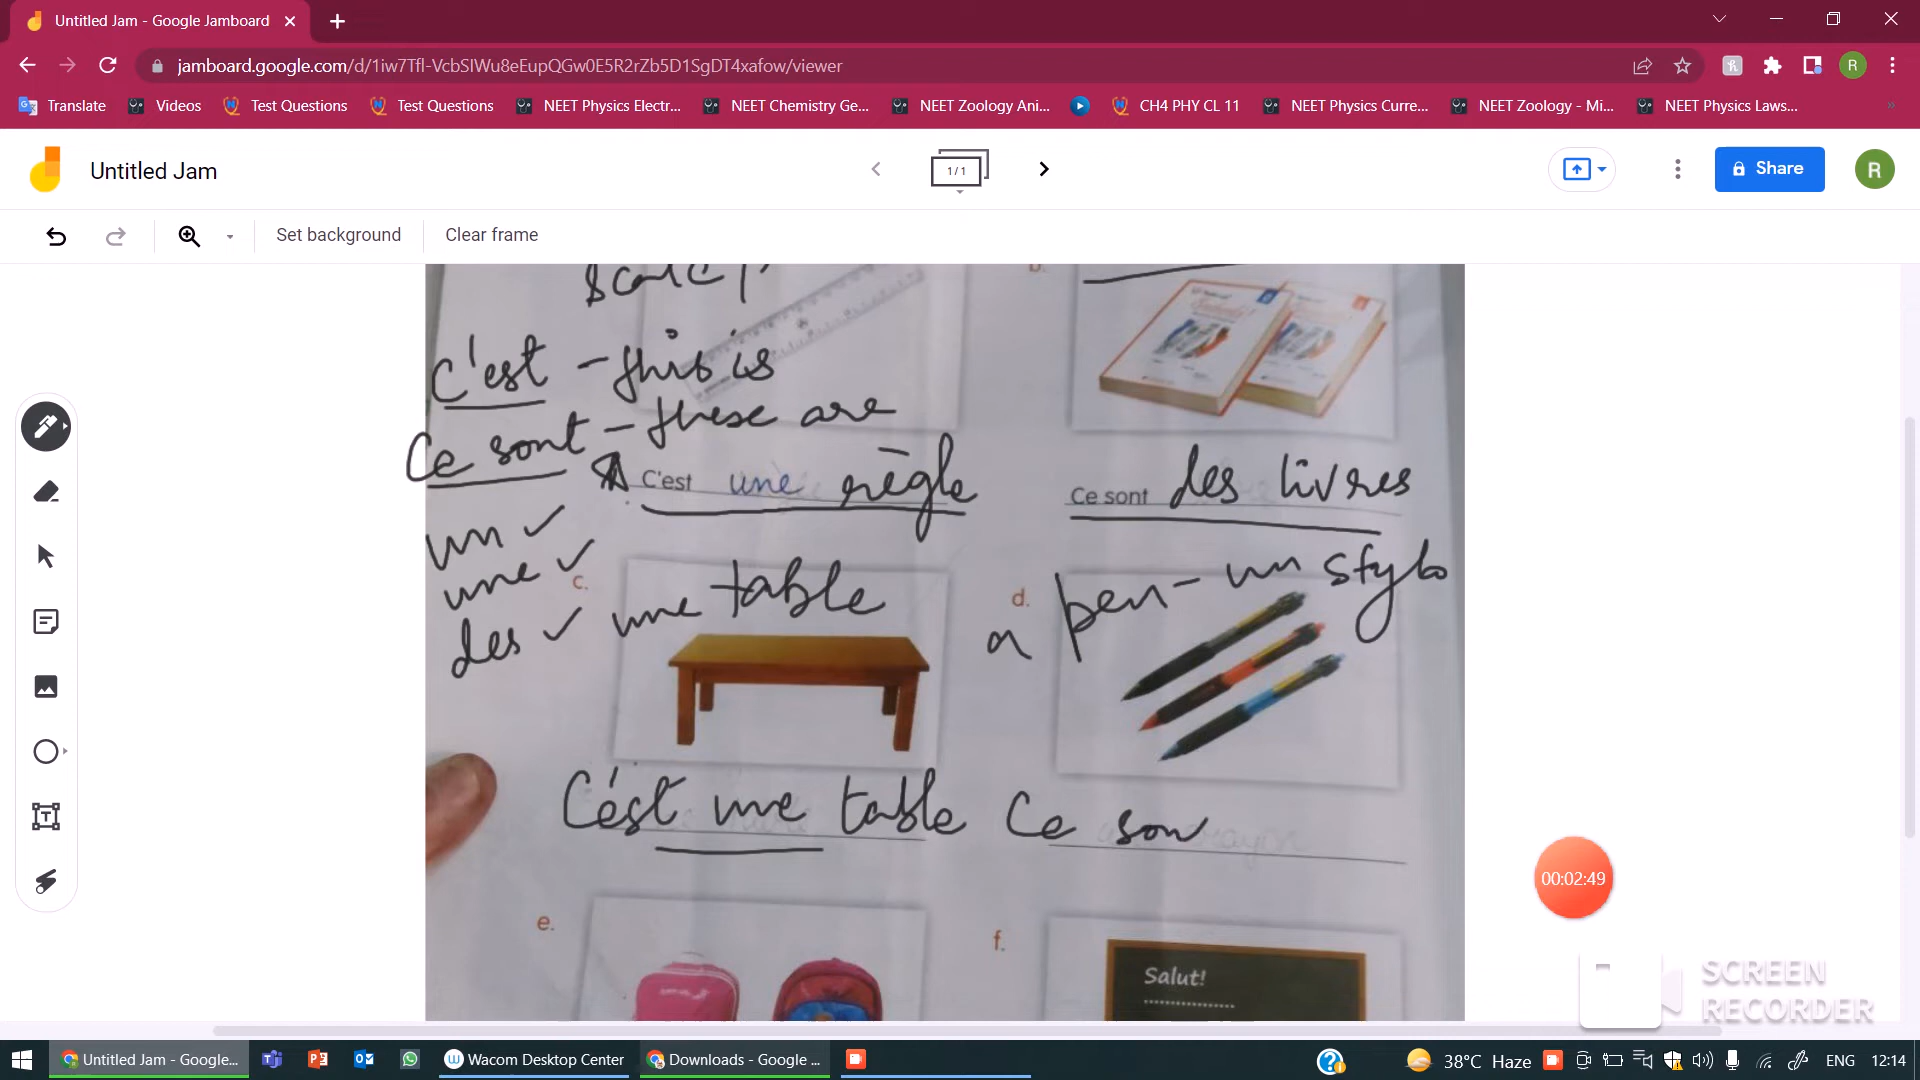 Untitled Jam - Google Jamboard
jamboard.google.com/d/1iw7Tfl-VcbSIWu8eEupQGw0E5R2rZb5D1SgDT4xafow/viewer
R
Translate Videos Test Questions Test Questions NEET Physics Electr... NEET Chemistry Ge... NEET Zoology Ani... CH4 PHY CL 11 NEET Physics Curre... NEET Zoology - Mi... NEET Physics Laws...
Untitled Jam
1 / 1
Share
R
Set background Clear frame
b.
C'est - this is
Ce sont - these are
C'est une règle
Ce sont des livres
un ✓
une ✓
des ✓
c.
une table
d.
a pen - un stylo
C'est une table
Ce son
00:02:49
e.
f.
Salut!
SCREEN
RECORDER
Untitled Jam - Google... Wacom Desktop Center Downloads - Google ... 38°C Haze ENG 12:14